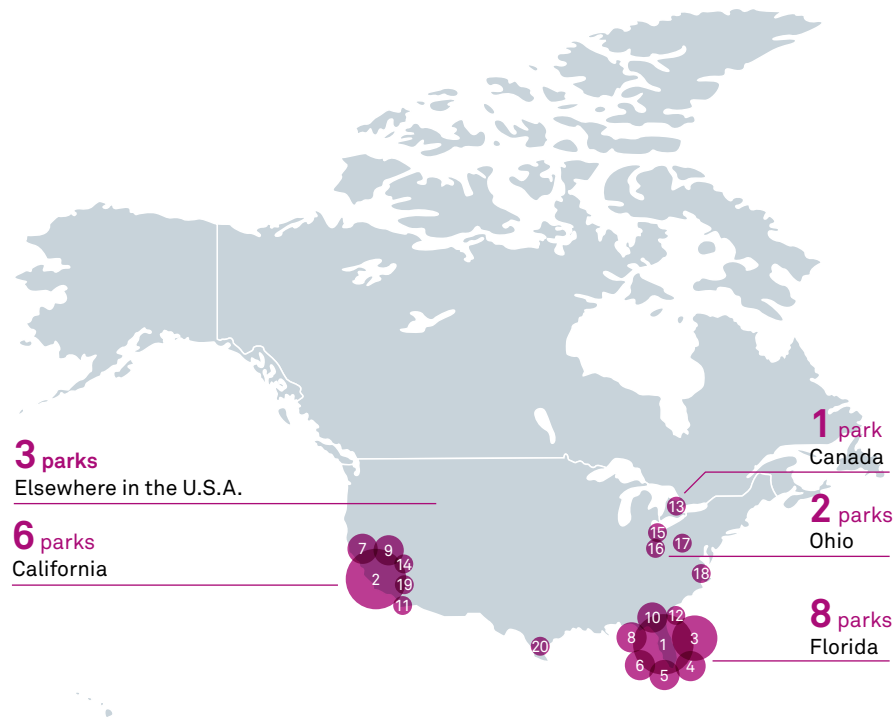 1 park
Canada
3 parks
Elsewhere in the U.S.A.
2 parks
Ohio
6 parks
California
8 parks
Florida
13
15
16
17
7
9
14
2
19
11
18
10
12
8
1
3
20
6
5
4